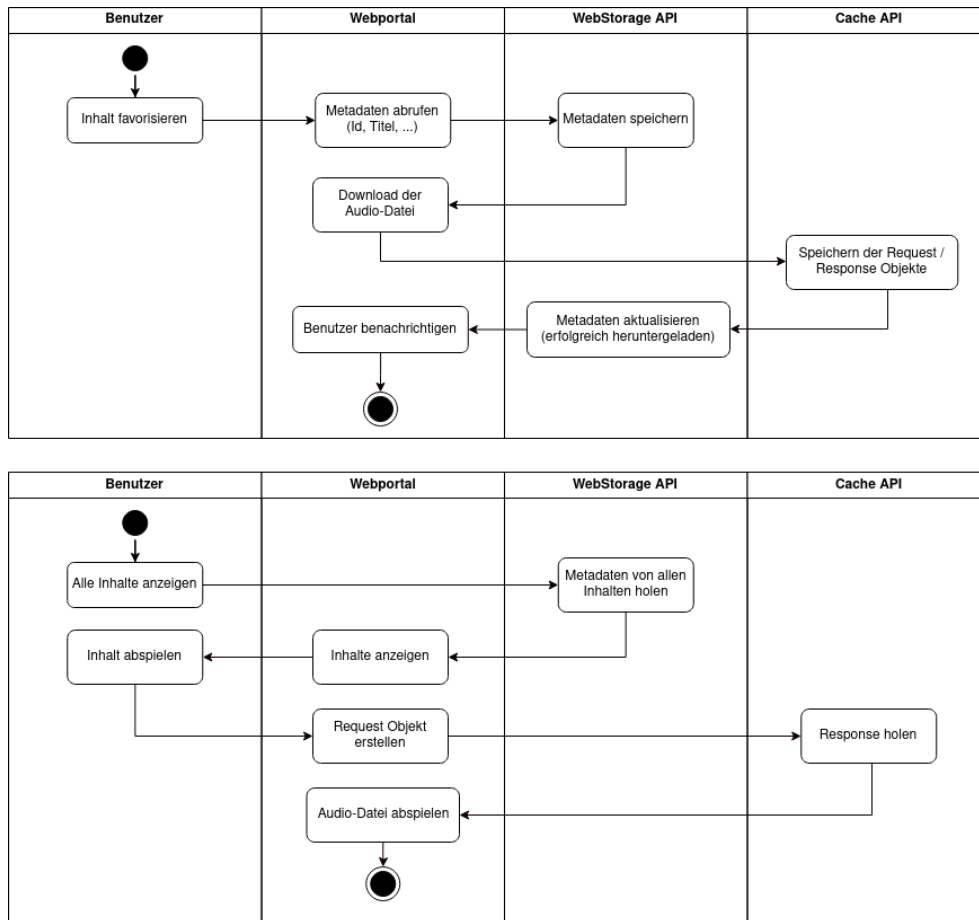 Benutzer
Webportal
WebStorage API
Cache API
Inhalt favorisieren
Metadaten abrufen
(Id, Titel, ...)
Metadaten speichern
Download der
Audio-Datei
Speichern der Request /
Response Objekte
Metadaten aktualisieren
(erfolgreich heruntergeladen)
Benutzer benachrichtigen
Benutzer
Webportal
WebStorage API
Cache API
Alle Inhalte anzeigen
Metadaten von allen
Inhalten holen
Inhalt abspielen
Inhalte anzeigen
Request Objekt
erstellen
Response holen
Audio-Datei abspielen